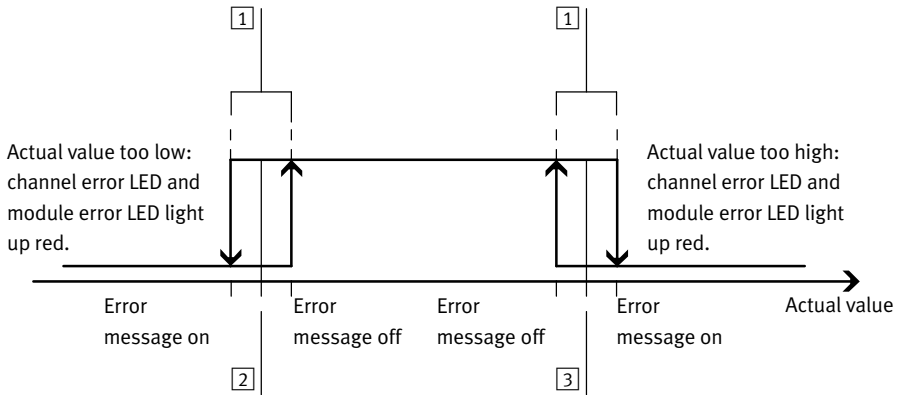 1
1
Actual value too low:
channel error LED and
module error LED light
up red.
Actual value too high:
channel error LED and
module error LED light
up red.
Error
message on
Error
message off
Error
message off
Error
message on
Actual value
2
3